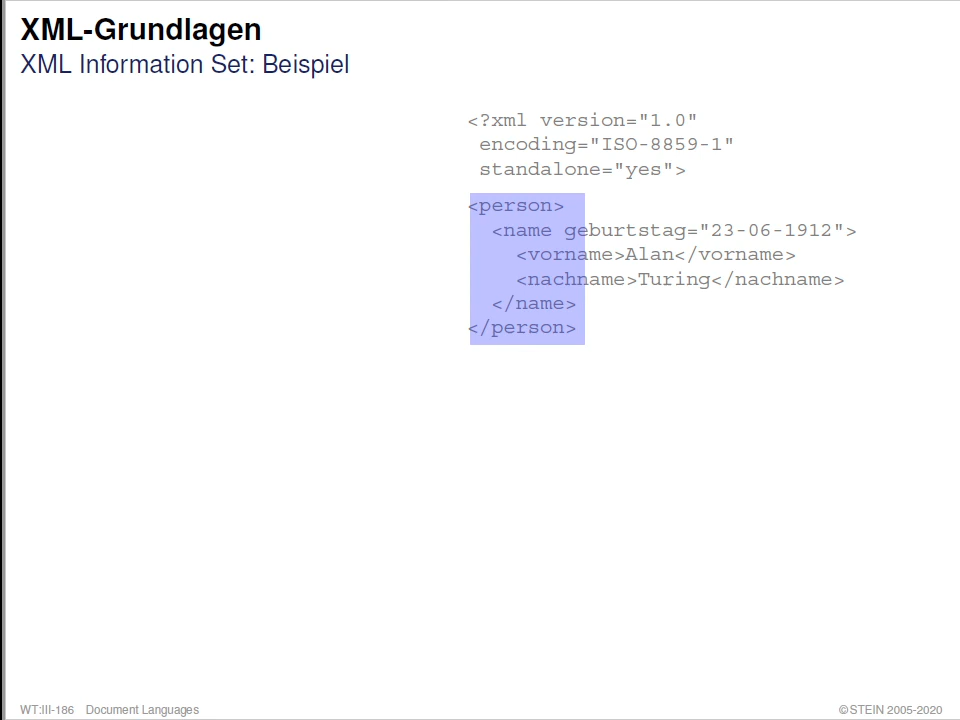 XML-Grundlagen
XML Information Set: Beispiel
<?xml version="1.0"
encoding="ISO-8859-1"
standalone="yes">
<person>
<name geburtstag="23-06-1912">
<vorname>Alan</vorname>
<nachname>Turing</nachname>
</name>
</person>
WT:III-186 Document Languages
©STEIN 2005-2020